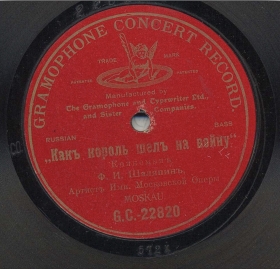 GRAMOPHONE CONCERT RECORD.
TRADE MARK
Manufactured by
The Gramophone and Typewriter Ltd.,
and Sister Companies.
RUSSIAN
BASS
„Какъ король шелъ на войну"
Ф. И. Шаляпинъ,
Артистъ Имп. Московской Оперы
MOSKAU.
G.C.-22820